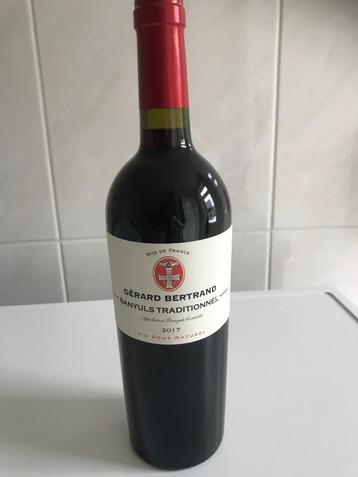 SUD DE FRANCE
GÉRARD BERTRAND
BANYULS TRADITIONNEL
2017
Appellation Banyuls Contrôlée
VIN DOUX NATUREL